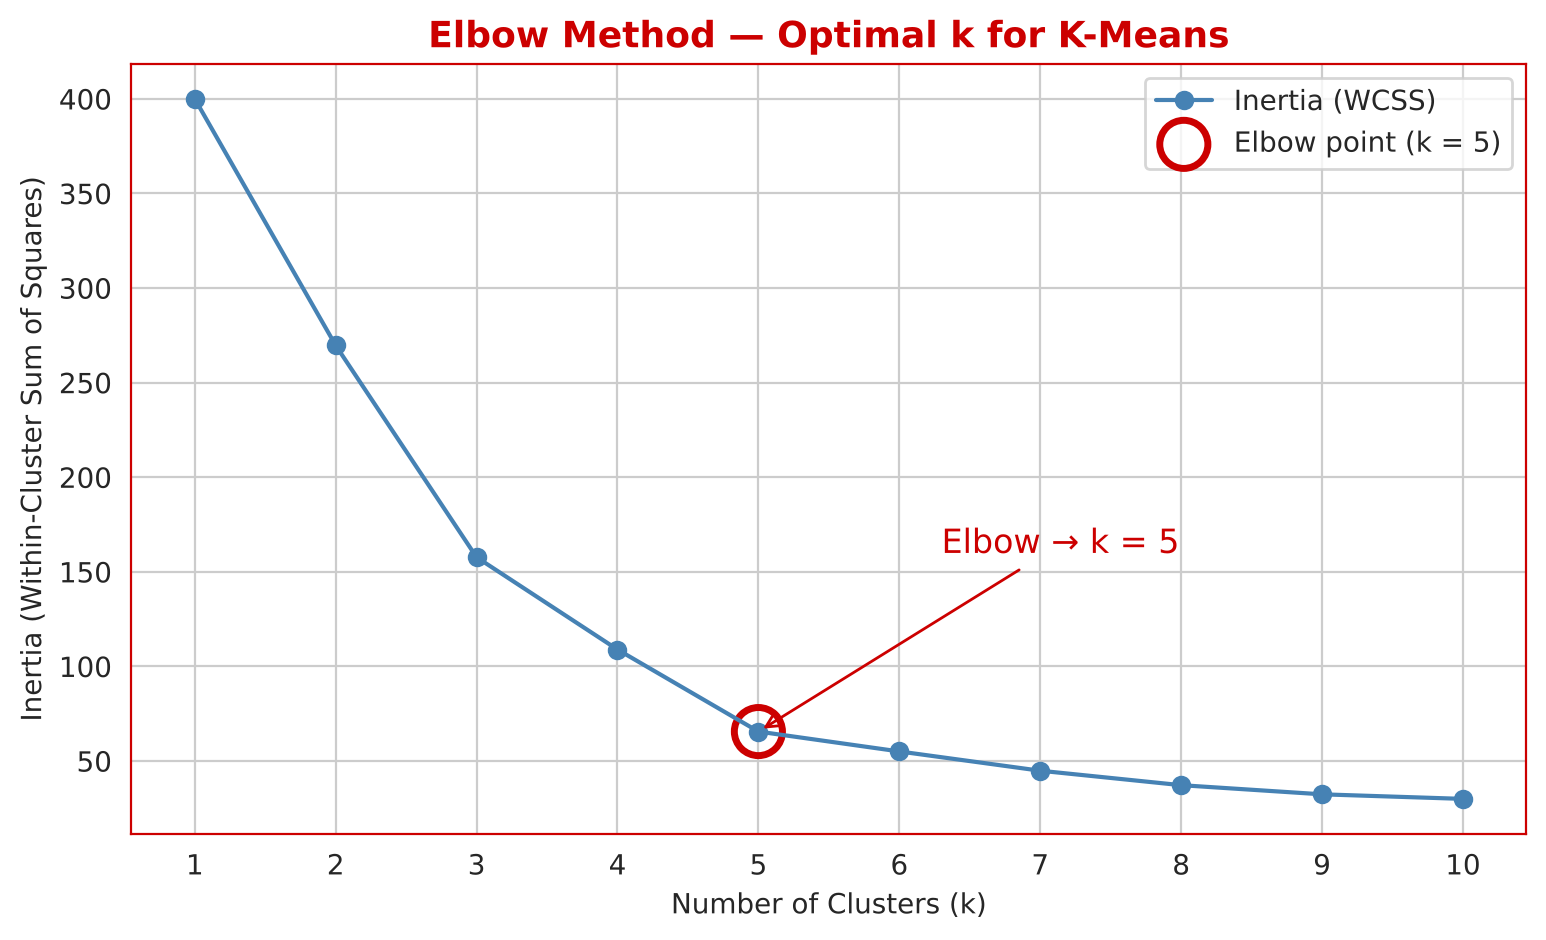 Elbow Method — Optimal k for K-Means
Inertia (WCSS)
Elbow point (k = 5)
Inertia (Within-Cluster Sum of Squares)
400
350
300
250
200
150
100
50
Elbow → k = 5
1 2 3 4 5 6 7 8 9 10
Number of Clusters (k)